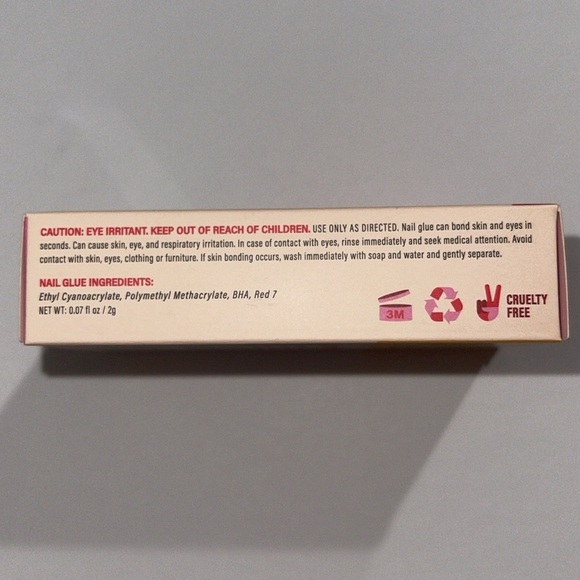 CAUTION: EYE IRRITANT. KEEP OUT OF REACH OF CHILDREN. USE ONLY AS DIRECTED. Nail glue can bond skin and eyes in
seconds. Can cause skin, eye, and respiratory irritation. In case of contact with eyes, rinse immediately and seek medical attention. Avoid
contact with skin, eyes, clothing or furniture. If skin bonding occurs, wash immediately with soap and water and gently separate.
NAIL GLUE INGREDIENTS:
Ethyl Cyanoacrylate, Polymethyl Methacrylate, BHA, Red 7
NET WT: 0.07 fl oz / 2g
3M
CRUELTY
FREE